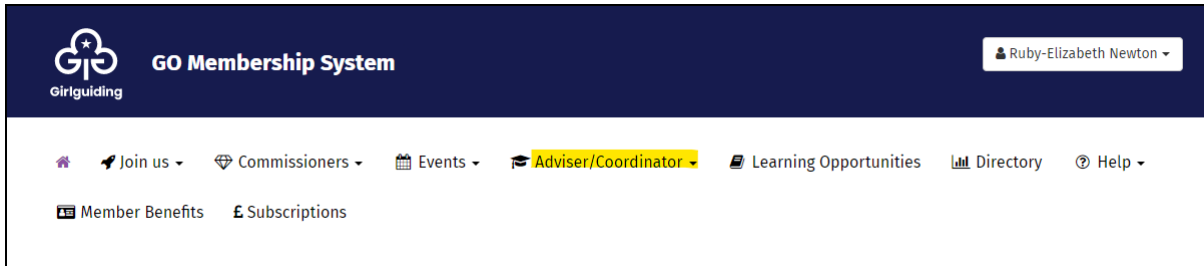 GO Membership System
Ruby-Elizabeth Newton
Girlguiding
Join us
Commissioners
Events
Adviser/Coordinator
Learning Opportunities
Directory
Help
Member Benefits
£ Subscriptions